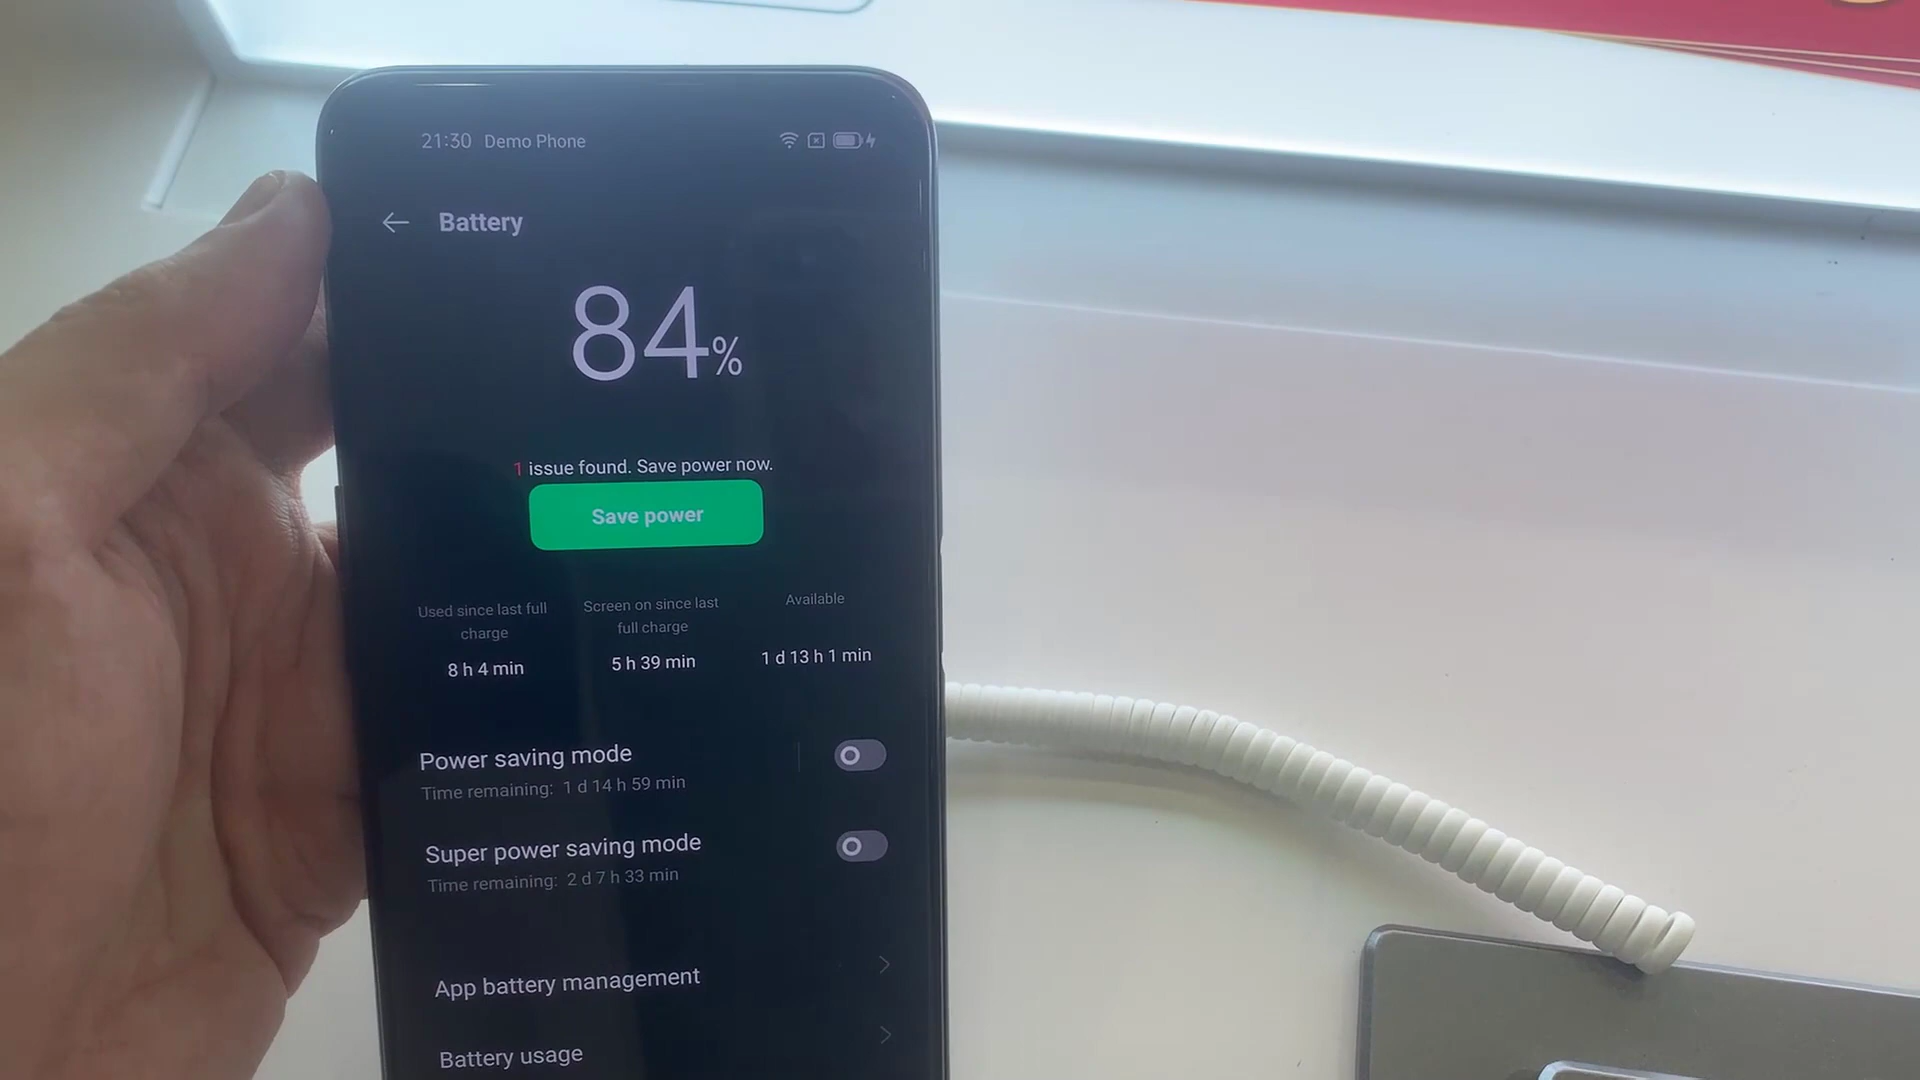 21:30 Demo Phone
Battery
84%
1 issue found. Save power now.
Save power
Used since last full
charge
8 h 4 min
Screen on since last
full charge
5 h 39 min
Available
1 d 13 h 1 min
Power saving mode
Time remaining: 1 d 14 h 59 min
Super power saving mode
Time remaining: 2 d 7 h 33 min
App battery management
Battery usage